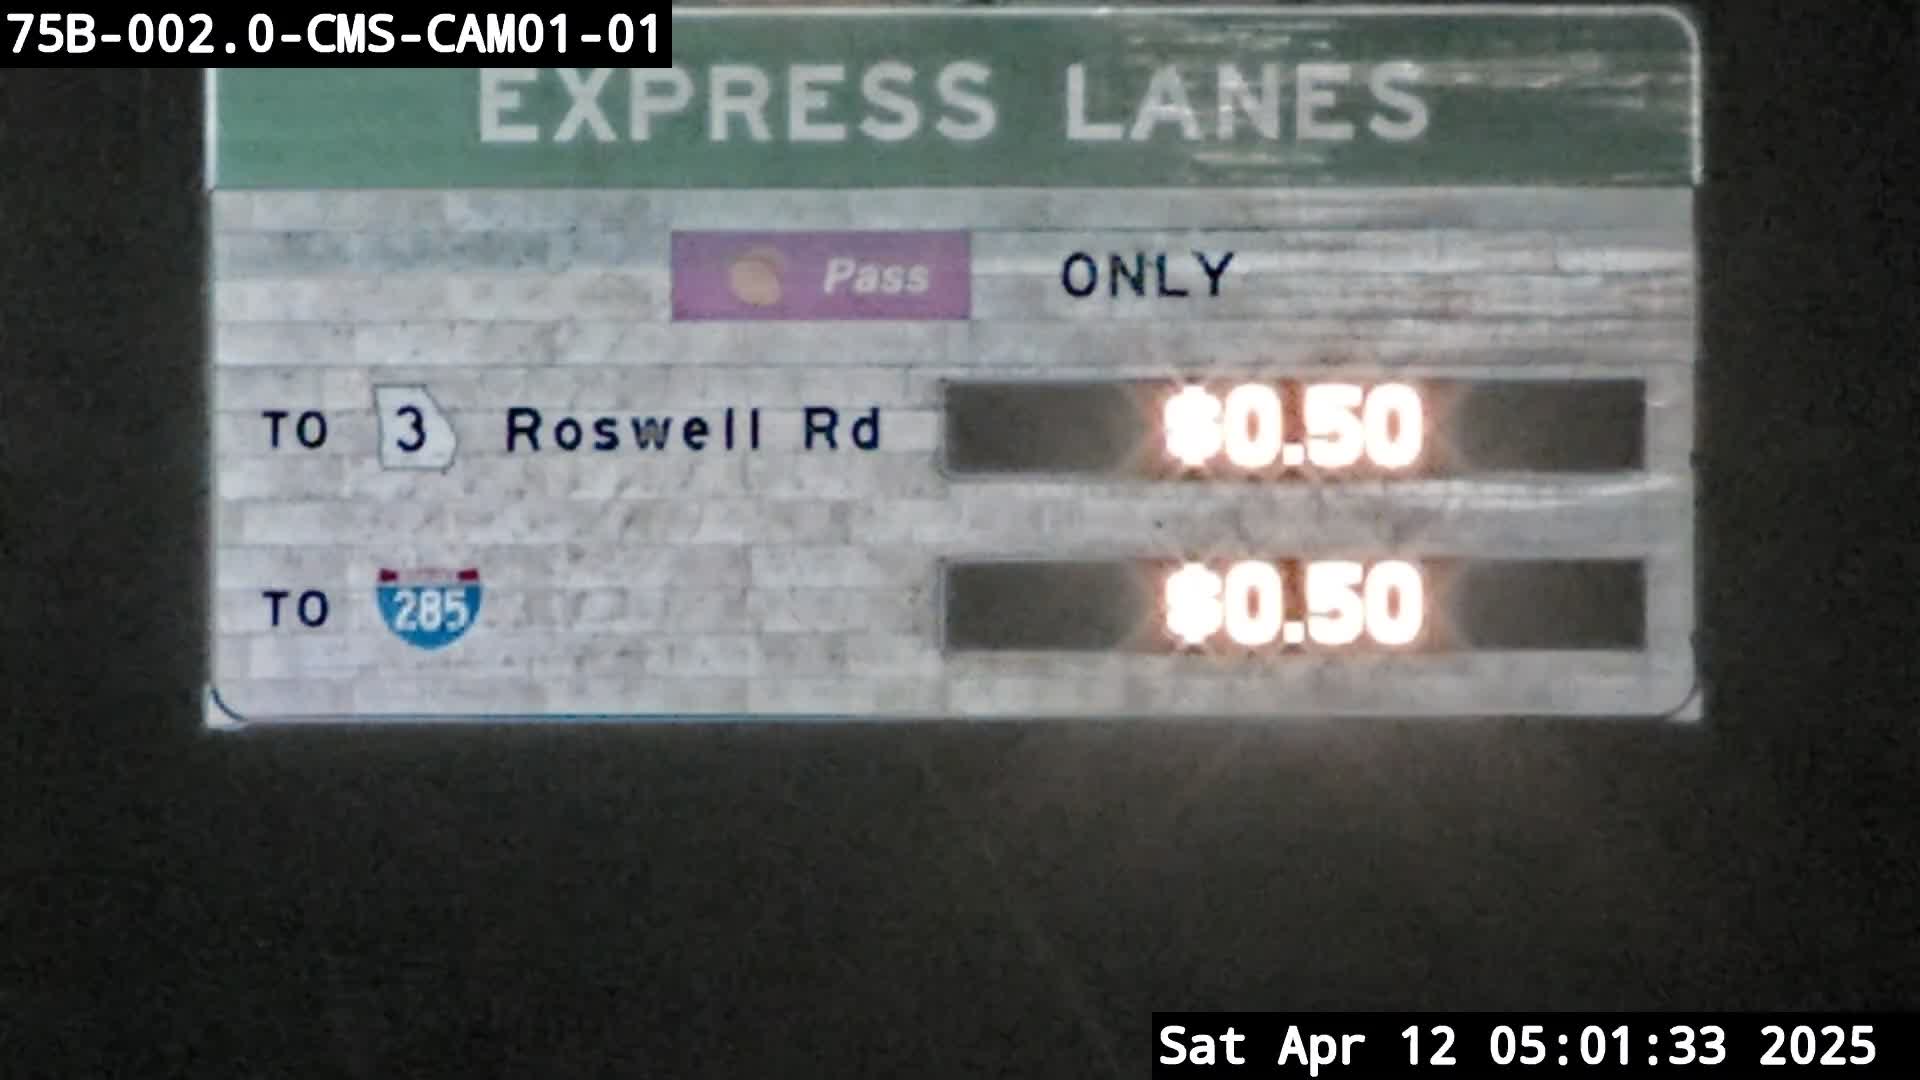 75B-002.0-CMS-CAM01-01
EXPRESS LANES
Pass ONLY
TO 3 Roswell Rd $0.50
TO 285 $0.50
Sat Apr 12 05:01:33 2025